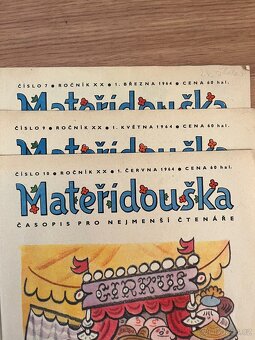 ČÍSLO 7 • ROČNÍK XX • 1. BŘEZNA 1964 • CENA 60 hal.
Mateřídouška
ČÍSLO 9 • ROČNÍK XX • 1. KVĚTNA 1964 • CENA 60 hal.
Mateřídouška
ČÍSLO 10 • ROČNÍK XX • 1. ČERVNA 1964 • CENA 60 hal.
Mateřídouška
ČASOPIS PRO NEJMENŠÍ ČTENÁŘE
CIRKUS